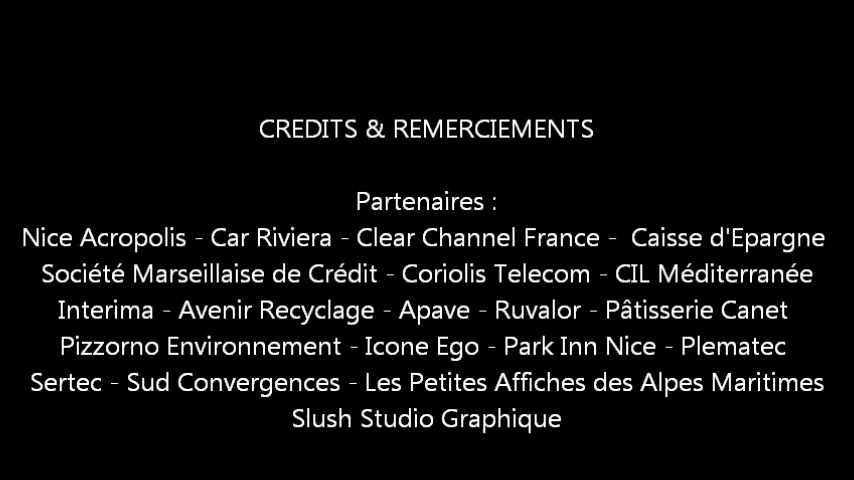 CREDITS & REMERCIEMENTS
Partenaires :
Nice Acropolis - Car Riviera - Clear Channel France -  Caisse d'Epargne
Société Marseillaise de Crédit - Coriolis Telecom - CIL Méditerranée
Interima - Avenir Recyclage - Apave - Ruvalor - Pâtisserie Canet
Pizzorno Environnement - Icone Ego - Park Inn Nice - Plematec
Sertec - Sud Convergences - Les Petites Affiches des Alpes Maritimes
Slush Studio Graphique